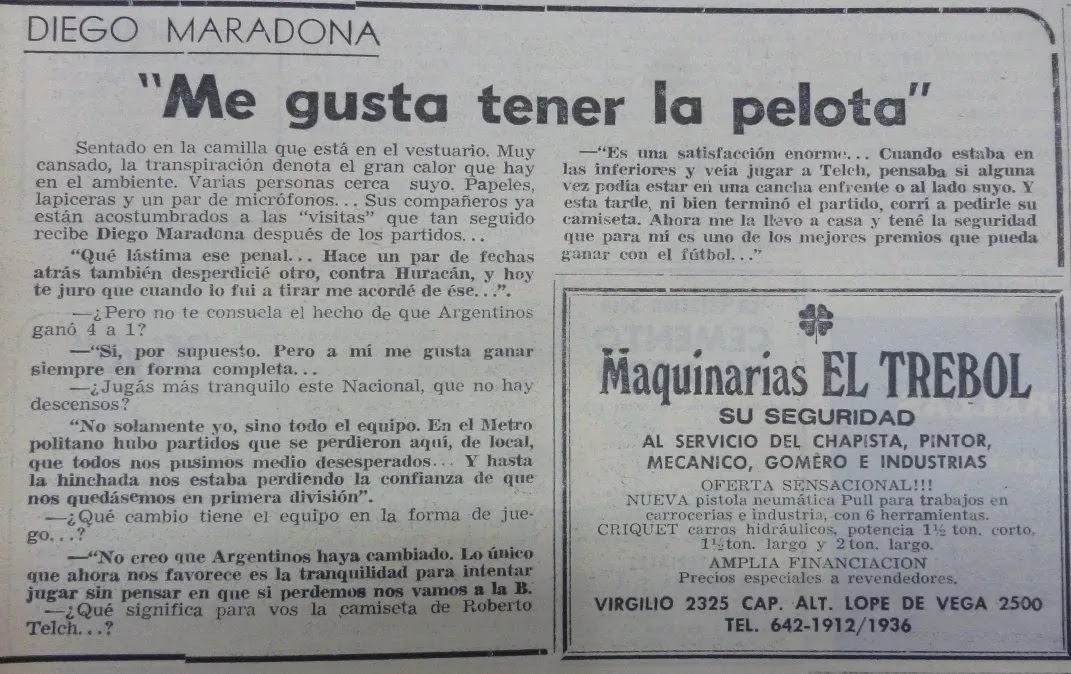 DIEGO MARADONA
"Me gusta tener la pelota"
Sentado en la camilla que está en el vestuario. Muy
cansado, la transpiración denota el gran calor que hay
en el ambiente. Varias personas cerca suyo. Papeles,
lapiceras y un par de micrófonos... Sus compañeros ya
están acostumbrados a las "visitas" que tan seguido
recibe Diego Maradona después de los partidos...
"Qué lástima ese penal... Hace un par de fechas
atrás también desperdicié otro, contra Huracán, y hoy
te juro que cuando lo fui a tirar me acordé de ése...".
—¿Pero no te consuela el hecho de que Argentinos
ganó 4 a 1?
—"Si, por supuesto. Pero a mí me gusta ganar
siempre en forma completa...
—¿Jugás más tranquilo este Nacional, que no hay
descensos?
"No solamente yo, sino todo el equipo. En el Metro
politano hubo partidos que se perdieron aquí, de local,
que todos nos pusimos medio desesperados... Y hasta
la hinchada nos estaba perdiendo la confianza de que
nos quedásemos en primera división".
—¿Qué cambio tiene el equipo en la forma de jue-
go...?
—"No creo que Argentinos haya cambiado. Lo único
que ahora nos favorece es la tranquilidad para intentar
jugar sin pensar en que si perdemos nos vamos a la B.
—¿Qué significa para vos la camiseta de Roberto
Telch...?
—"Es una satisfacción enorme... Cuando estaba en
las inferiores y veía jugar a Telch, pensaba si alguna
vez podía estar en una cancha enfrente o al lado suyo. Y
esta tarde, ni bien terminó el partido, corrí a pedirle su
camiseta. Ahora me la llevo a casa y tené la seguridad
que para mí es uno de los mejores premios que pueda
ganar con el fútbol..."
Maquinarias EL TREBOL
SU SEGURIDAD
AL SERVICIO DEL CHAPISTA, PINTOR,
MECANICO, GOMERO E INDUSTRIAS
OFERTA SENSACIONAL!!!
NUEVA pistola neumática Pull para trabajos en
carrocerías e industria, con 6 herramientas.
CRIQUET carros hidráulicos, potencia 1½ ton. corto,
1½ ton. largo y 2 ton. largo.
AMPLIA FINANCIACION
Precios especiales a revendedores.
VIRGILIO 2325 CAP. ALT. LOPE DE VEGA 2500
TEL. 642-1912/1936